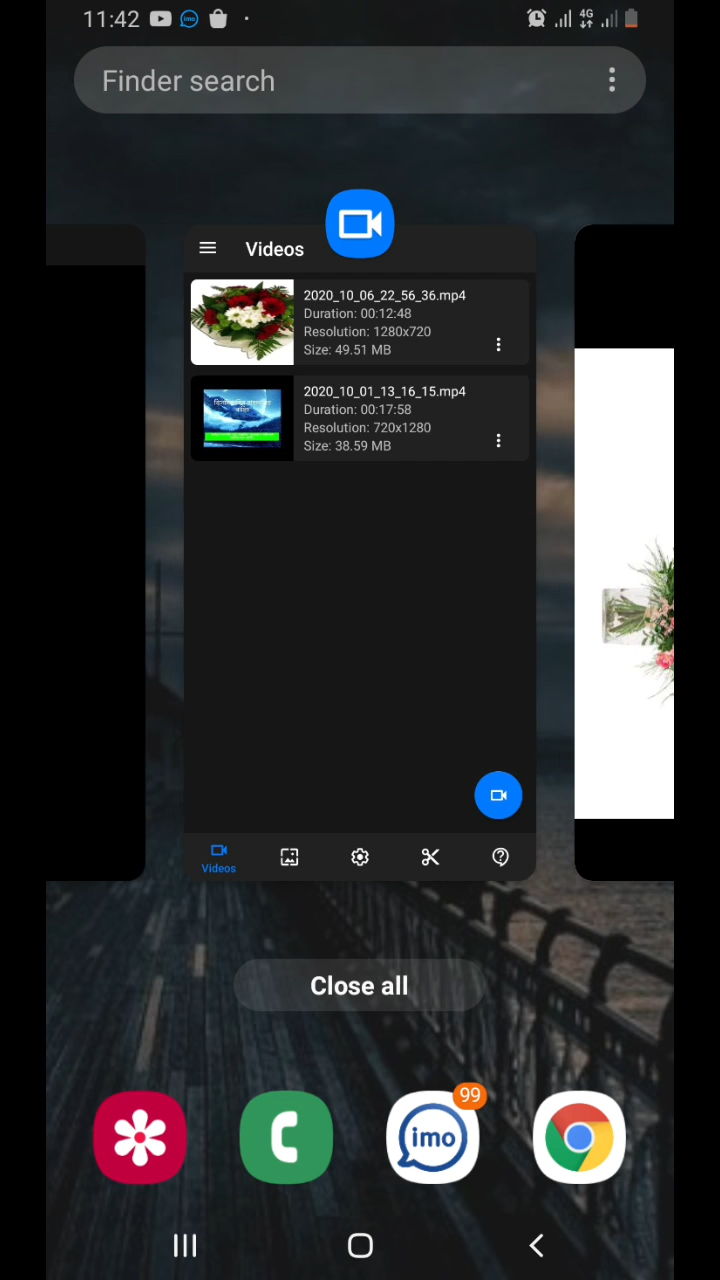 11:42
4G
Finder search
Videos
2020_10_06_22_56_36.mp4
Duration: 00:12:48
Resolution: 1280x720
Size: 49.51 MB
2020_10_01_13_16_15.mp4
Duration: 00:17:58
Resolution: 720x1280
Size: 38.59 MB
Videos
Close all
99
imo